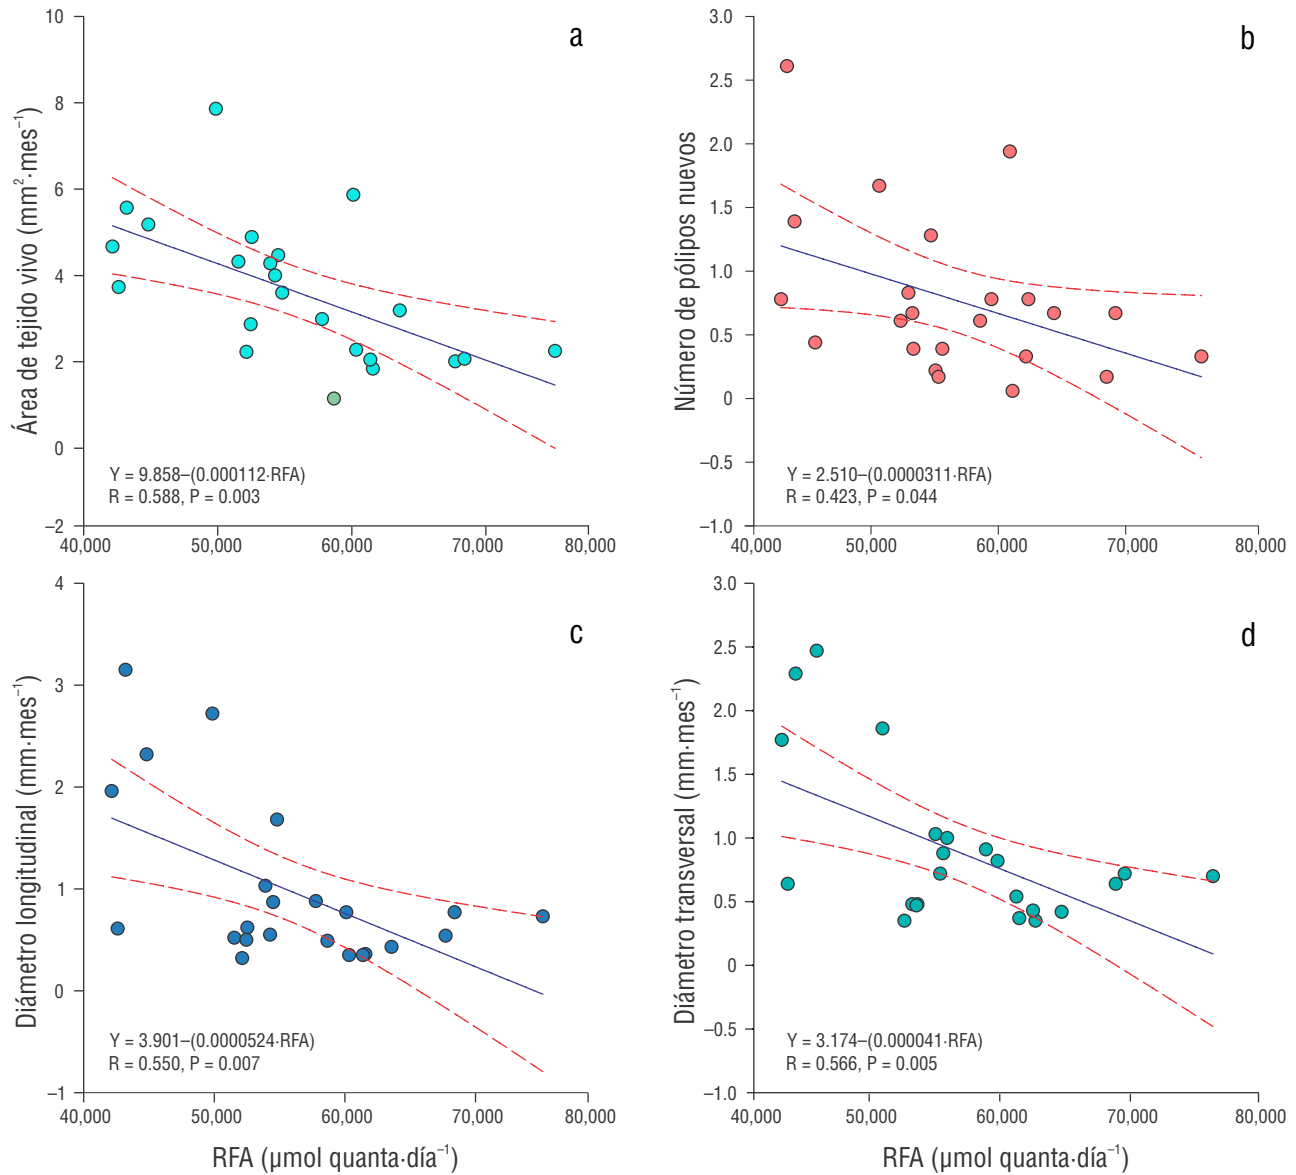 a
Área de tejido vivo (mm²·mes⁻¹)
10
8
6
4
2
0
–2
Y = 9.858–(0.000112·RFA)
R = 0.588, P = 0.003
40,000 50,000 60,000 70,000 80,000
b
Número de pólipos nuevos
3.0
2.5
2.0
1.5
1.0
0.5
0
–0.5
–1.0
Y = 2.510–(0.0000311·RFA)
R = 0.423, P = 0.044
40,000 50,000 60,000 70,000 80,000
c
Diámetro longitudinal (mm·mes⁻¹)
4
3
2
1
0
–1
Y = 3.901–(0.0000524·RFA)
R = 0.550, P = 0.007
40,000 50,000 60,000 70,000 80,000
RFA (µmol quanta·día⁻¹)
d
Diámetro transversal (mm·mes⁻¹)
3.0
2.5
2.0
1.5
1.0
0.5
0
–0.5
–1.0
Y = 3.174–(0.000041·RFA)
R = 0.566, P = 0.005
40,000 50,000 60,000 70,000 80,000
RFA (µmol quanta·día⁻¹)